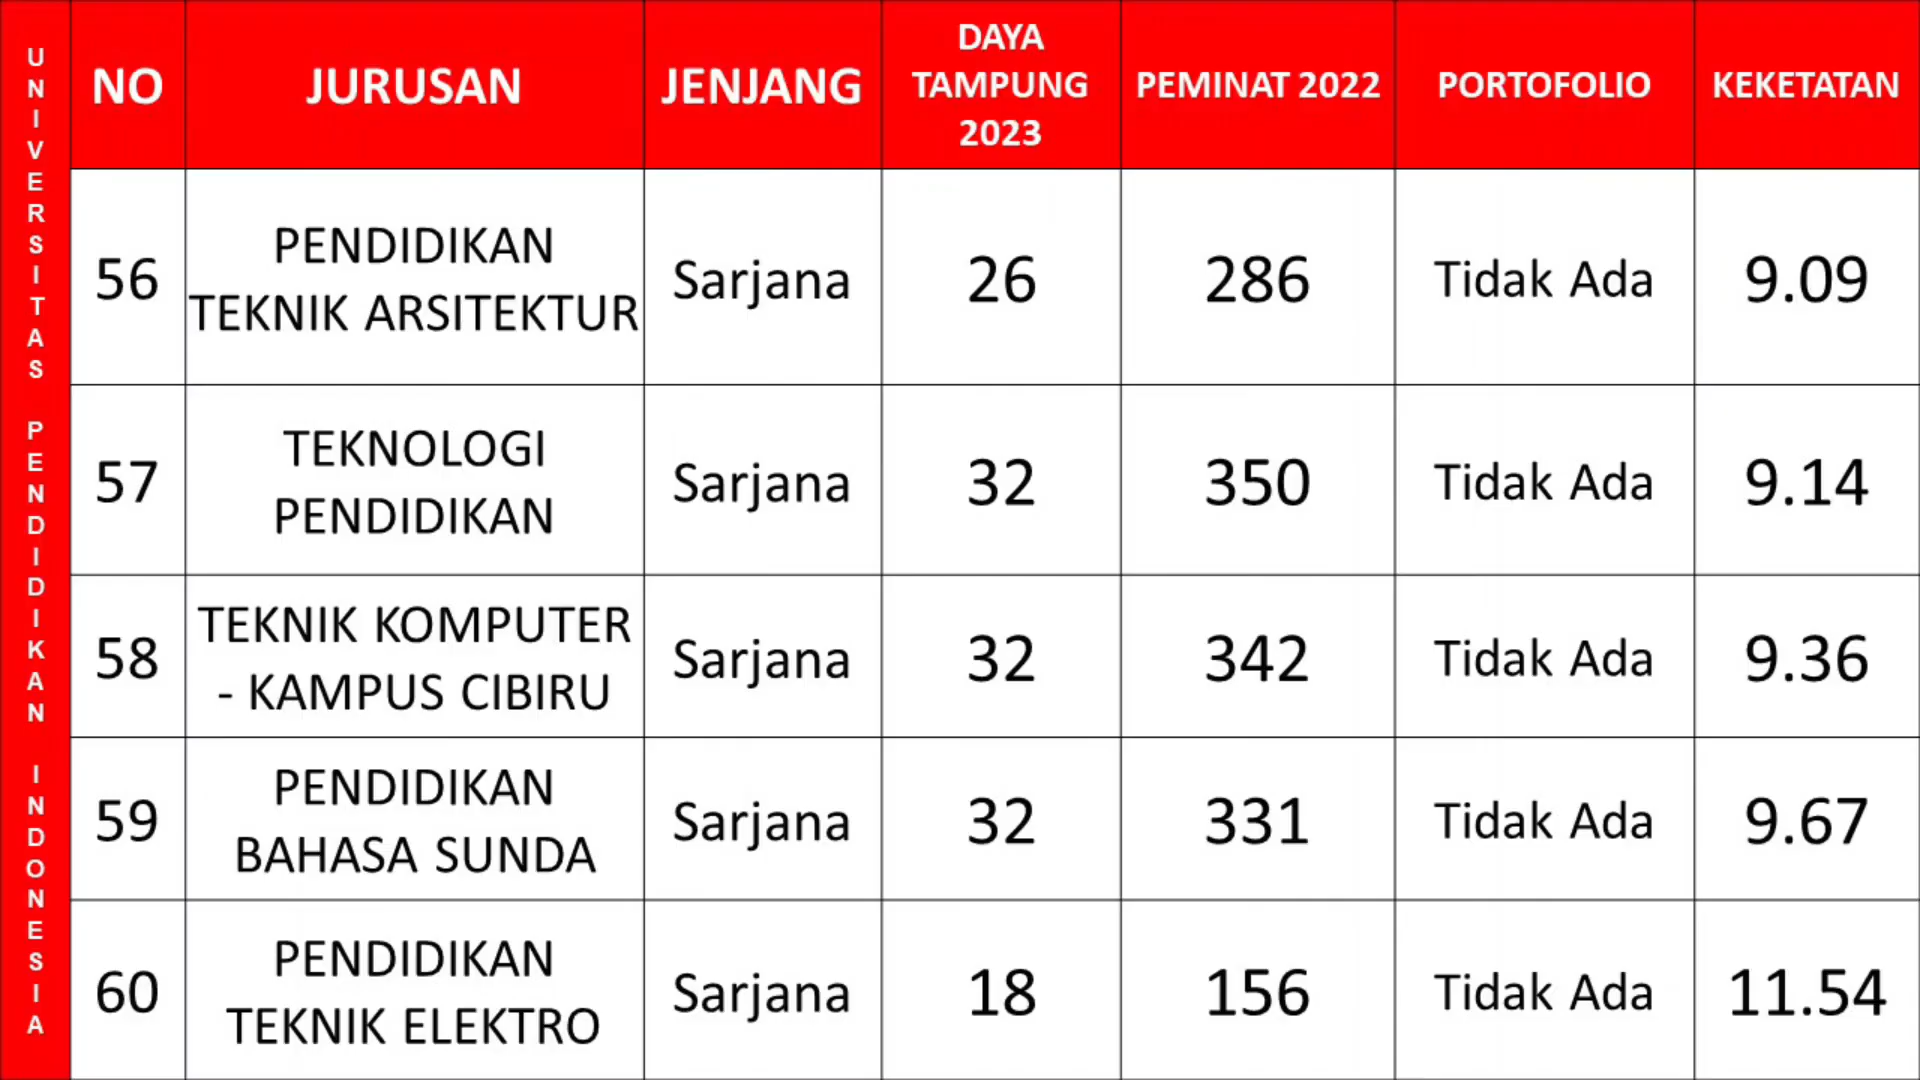 UNIVERSITAS PENDIDIKAN INDONESIA
NO
JURUSAN
JENJANG
DAYA
TAMPUNG
2023
PEMINAT 2022
PORTOFOLIO
KEKETATAN
56
PENDIDIKAN
TEKNIK ARSITEKTUR
Sarjana
26
286
Tidak Ada
9.09
57
TEKNOLOGI
PENDIDIKAN
Sarjana
32
350
Tidak Ada
9.14
58
TEKNIK KOMPUTER
- KAMPUS CIBIRU
Sarjana
32
342
Tidak Ada
9.36
59
PENDIDIKAN
BAHASA SUNDA
Sarjana
32
331
Tidak Ada
9.67
60
PENDIDIKAN
TEKNIK ELEKTRO
Sarjana
18
156
Tidak Ada
11.54